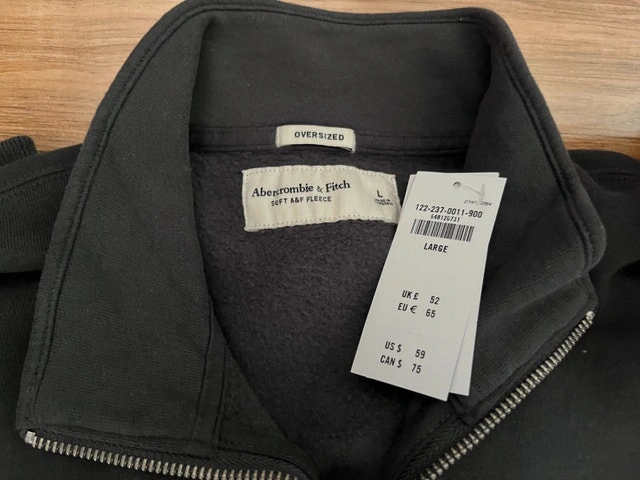 OVERSIZED
Abercrombie & Fitch
SOFT A&F FLEECE
L
122-237-0011-900
LARGE
UK £ 52
EU € 65
US $ 59
CAN $ 75